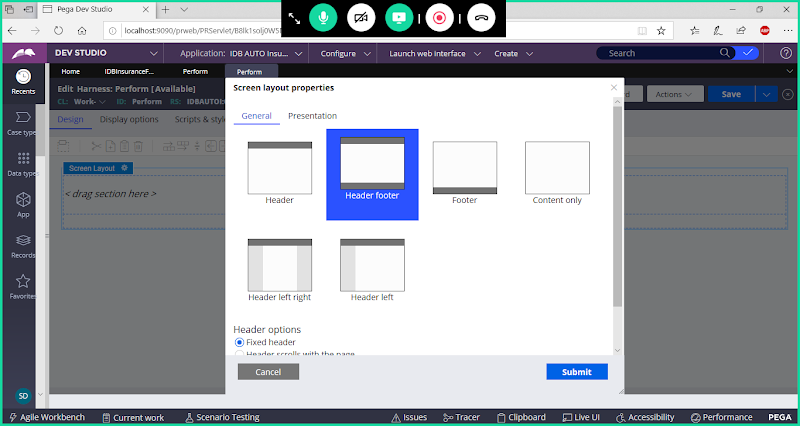 Pega Dev Studio
localhost:9090/prweb/PRServlet/
DEV STUDIO
Application: IDB AUTO Insu...
Configure
Launch web interface
Create
Search
Home
IDBInsuranceF...
Perform
Perform
Recents
Case type
Data type
App
Records
Favorites
SD
Edit Harness: Perform [Available]
CL: Work- ID: Perform RS: IDBAUTOI
Actions
Save
Design
Display options
Scripts & style
Screen Layout
< drag section here >
Screen layout properties
General
Presentation
Header
Header footer
Footer
Content only
Header left right
Header left
Header options
Fixed header
Header scrolls with the page
Cancel
Submit
Agile Workbench
Current work
Scenario Testing
Issues
Tracer
Clipboard
Live UI
Accessibility
Performance
PEGA